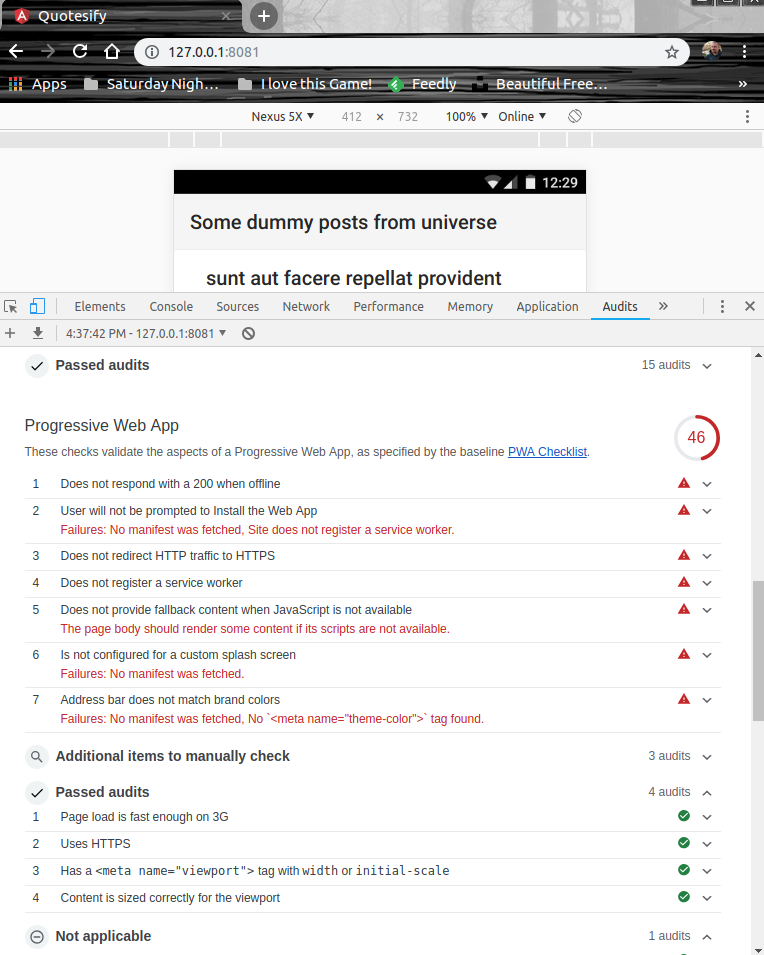 Quotesify
127.0.0.1:8081
Apps Saturday Nigh… I love this Game! Feedly Beautiful Free… »
Nexus 5X ▼ 412 × 732 100% ▼ Online ▼
12:29
Some dummy posts from universe
sunt aut facere repellat provident
Elements Console Sources Network Performance Memory Application Audits »
4:37:42 PM - 127.0.0.1:8081 ▼
Passed audits 15 audits
Progressive Web App 46
These checks validate the aspects of a Progressive Web App, as specified by the baseline PWA Checklist.
1 Does not respond with a 200 when offline
2 User will not be prompted to Install the Web App
Failures: No manifest was fetched, Site does not register a service worker.
3 Does not redirect HTTP traffic to HTTPS
4 Does not register a service worker
5 Does not provide fallback content when JavaScript is not available
The page body should render some content if its scripts are not available.
6 Is not configured for a custom splash screen
Failures: No manifest was fetched.
7 Address bar does not match brand colors
Failures: No manifest was fetched, No `<meta name="theme-color">` tag found.
Additional items to manually check 3 audits
Passed audits 4 audits
1 Page load is fast enough on 3G
2 Uses HTTPS
3 Has a <meta name="viewport"> tag with width or initial-scale
4 Content is sized correctly for the viewport
Not applicable 1 audits